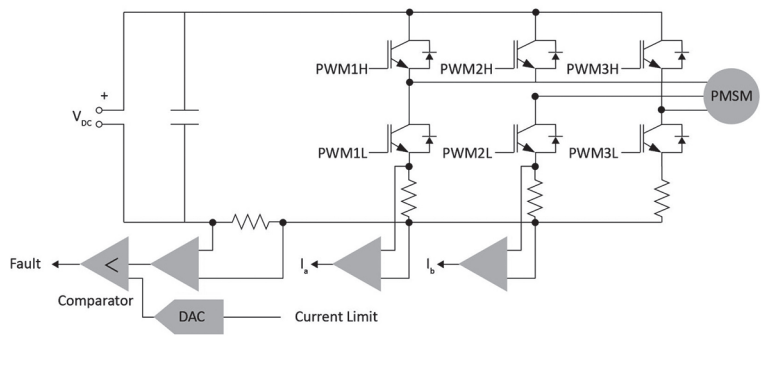 PWM1H
PWM2H
PWM3H
PMSM
+
VDC
PWM1L
PWM2L
PWM3L
Fault
<
Ia
Ib
Comparator
DAC
Current Limit